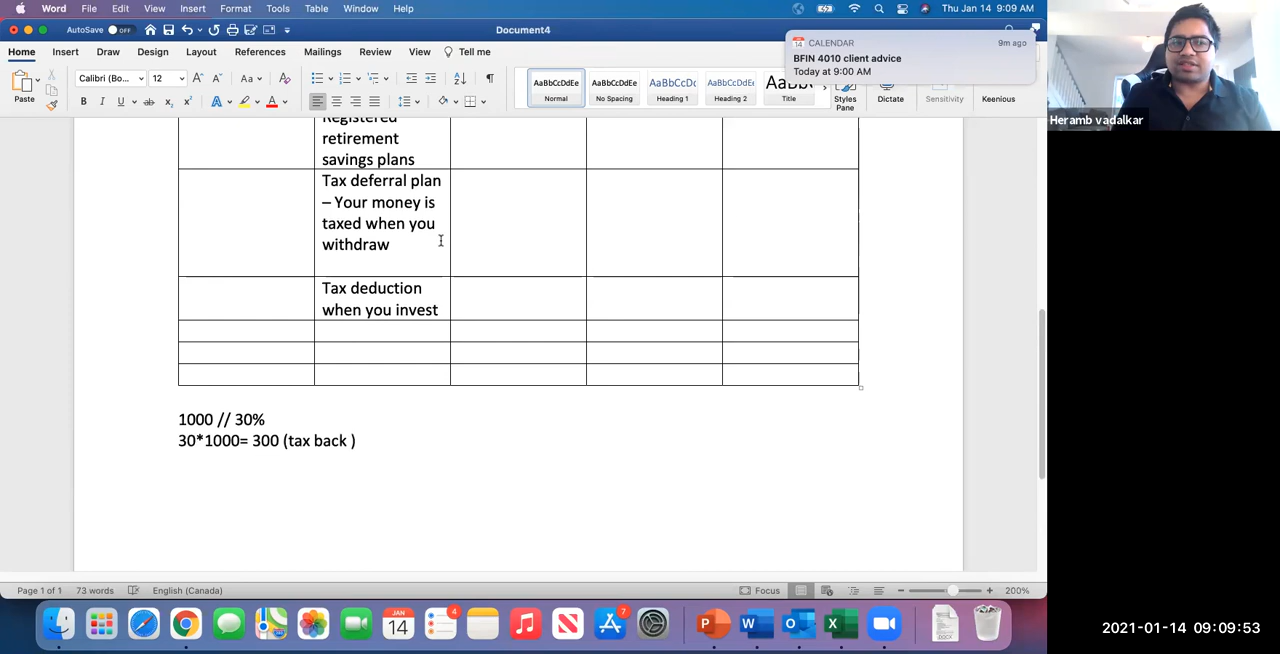 Word File Edit View Insert Format Tools Table Window Help Thu Jan 14 9:09 AM
AutoSave OFF Document4
Home Insert Draw Design Layout References Mailings Review View Tell me
CALENDAR 9m ago
BFIN 4010 client advice
Today at 9:00 AM
Paste Calibri (Bo... 12 Aa
AaBbCcDdEe AaBbCcDdEe AaBbCcDc AaBbCcDdEe
Normal No Spacing Heading 1 Heading 2 Title
Styles Pane Dictate Sensitivity Keenious
Heramb vadalkar
Registered
retirement
savings plans
Tax deferral plan
– Your money is
taxed when you
withdraw
Tax deduction
when you invest
1000 // 30%
30*1000= 300 (tax back )
Page 1 of 1 73 words English (Canada) Focus 200%
JAN
14
4
7
2021-01-14 09:09:53